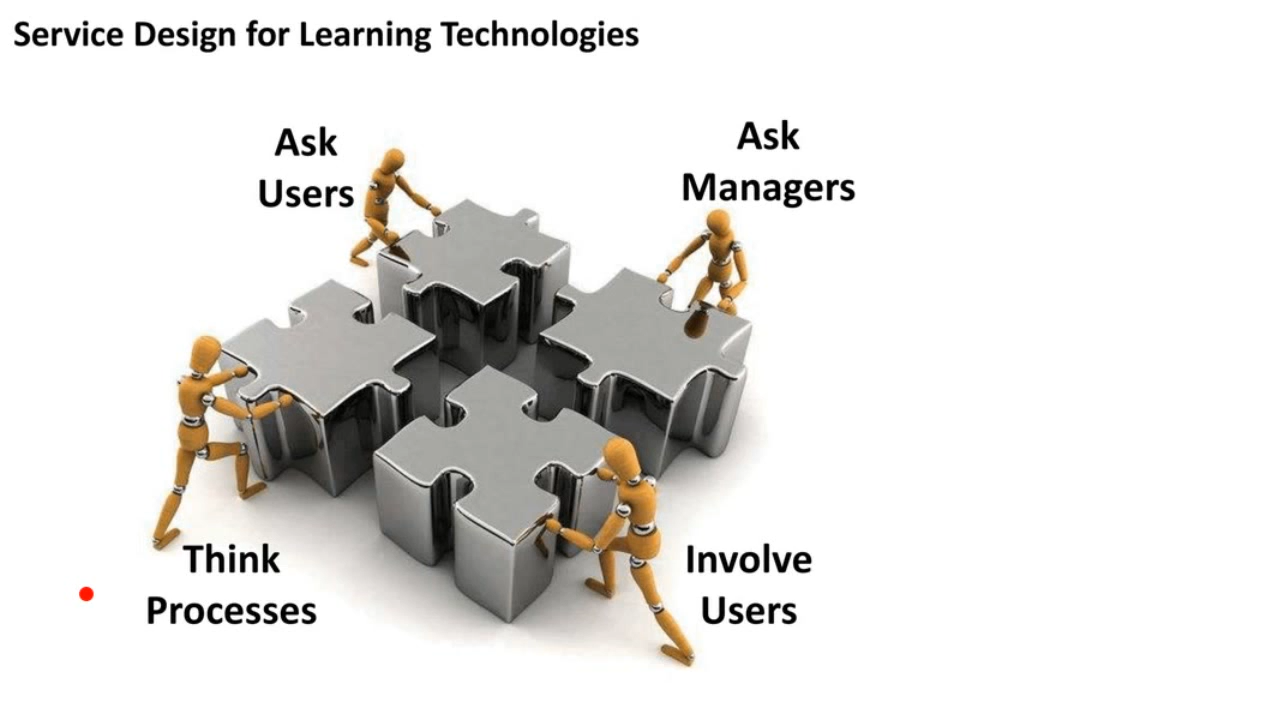 Service Design for Learning Technologies
Ask
Users
Ask
Managers
Think
Processes
Involve
Users